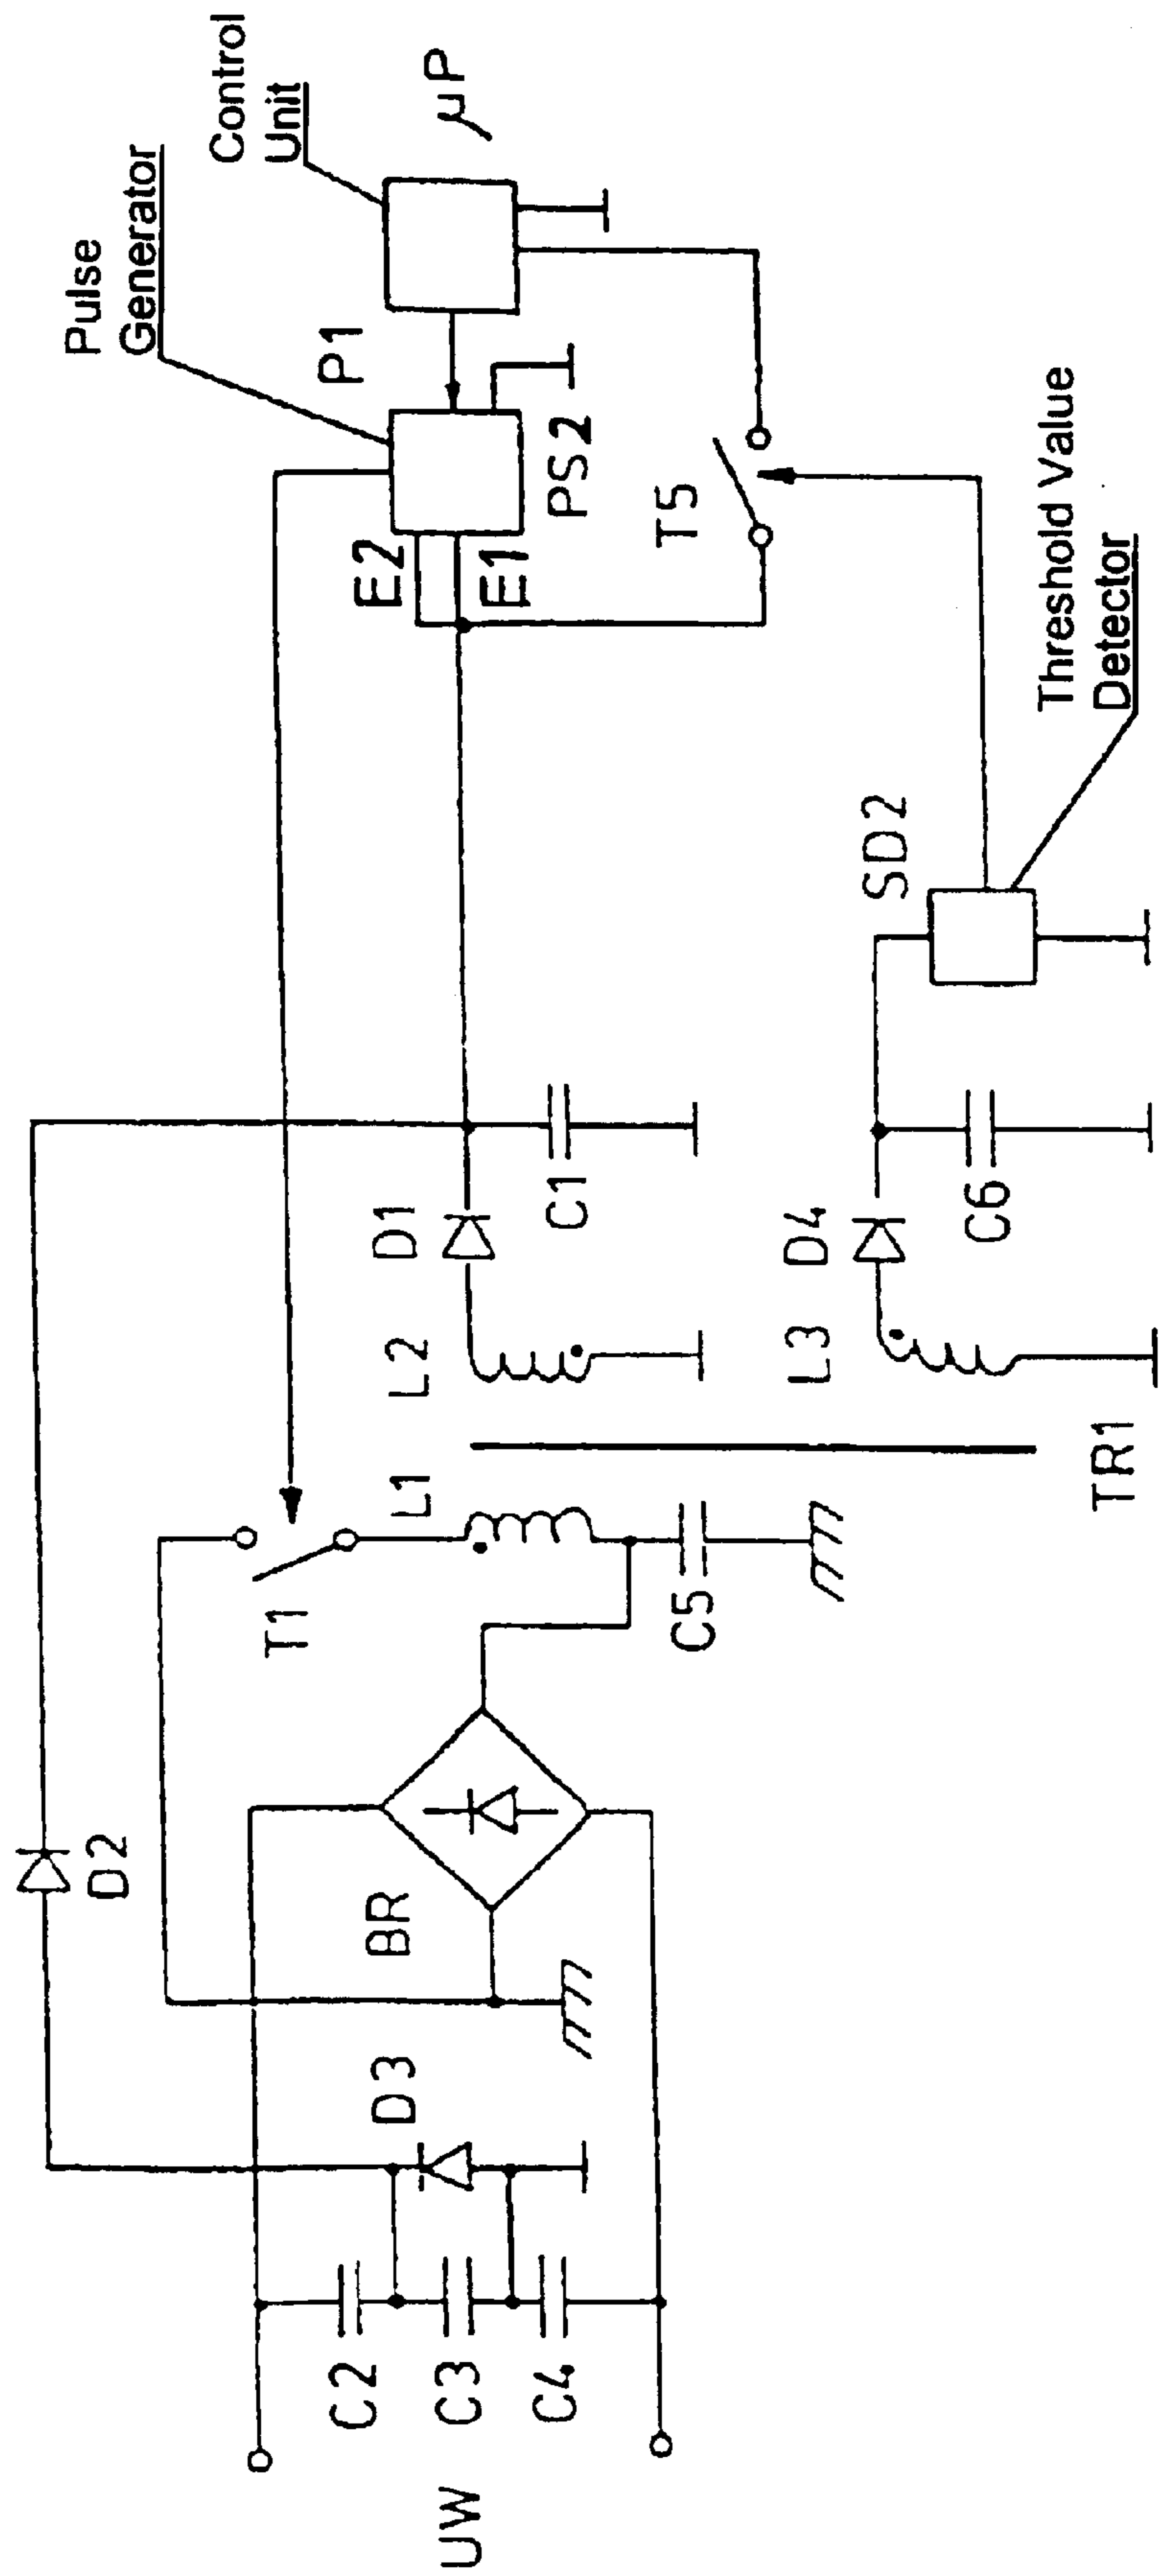 UW
C2
C3
C4
D3
D2
BR
T1
C5
L1
TR1
L2
L3
D1
D4
C1
C6
SD2
Threshold Value
Detector
E2
E1
T5
PS2
P1
Pulse
Generator
Control
Unit
µP